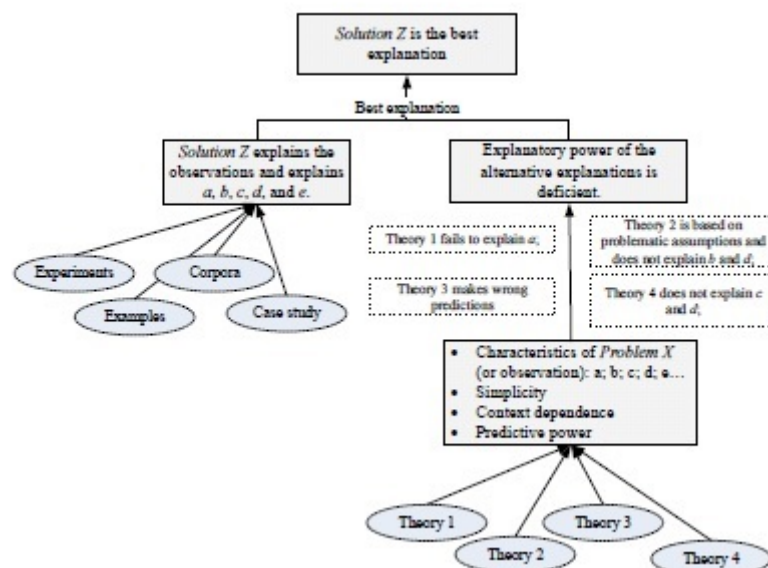 Solution Z is the best
explanation
Best explanation
Solution Z explains the
observations and explains
a, b, c, d, and e.
Explanatory power of the
alternative explanations is
deficient.
Theory 1 fails to explain a;
Theory 2 is based on
problematic assumptions and
does not explain b and d;
Theory 3 makes wrong
predictions
Theory 4 does not explain c
and d;
Experiments
Corpora
Examples
Case study
• Characteristics of Problem X
(or observation): a; b; c; d; e...
• Simplicity
• Context dependence
• Predictive power
Theory 1
Theory 3
Theory 2
Theory 4